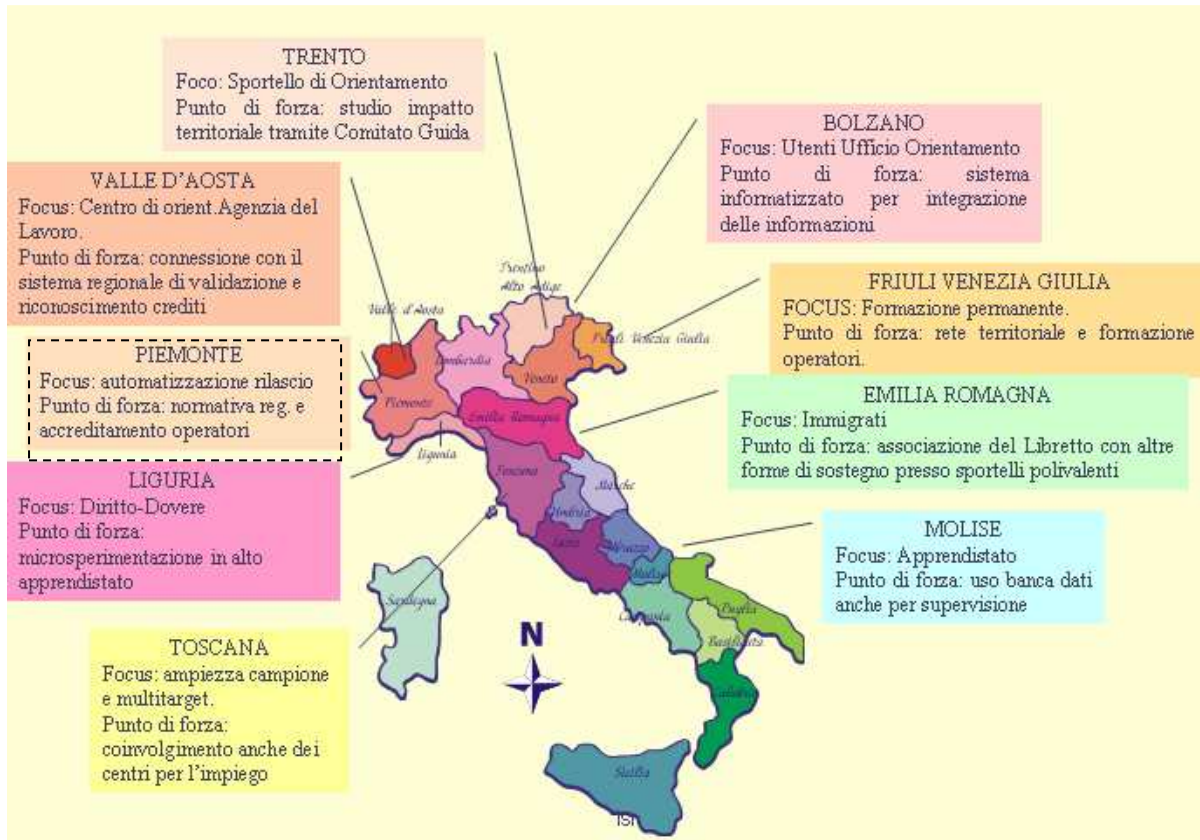 TRENTO
Foco: Sportello di Orientamento
Punto di forza: studio impatto
territoriale tramite Comitato Guida
BOLZANO
Focus: Utenti Ufficio Orientamento
Punto di forza: sistema
informatizzato per integrazione
delle informazioni
VALLE D'AOSTA
Focus: Centro di orient.Agenzia del
Lavoro.
Punto di forza: connessione con il
sistema regionale di validazione e
riconoscimento crediti
FRIULI VENEZIA GIULIA
FOCUS: Formazione permanente.
Punto di forza: rete territoriale e formazione
operatori.
PIEMONTE
Focus: automatizzazione rilascio
Punto di forza: normativa reg. e
accreditamento operatori
EMILIA ROMAGNA
Focus: Immigrati
Punto di forza: associazione del Libretto con altre
forme di sostegno presso sportelli polivalenti
LIGURIA
Focus: Diritto-Dovere
Punto di forza:
microsperimentazione in alto
apprendistato
MOLISE
Focus: Apprendistato
Punto di forza: uso banca dati
anche per supervisione
TOSCANA
Focus: ampiezza campione
e multitarget.
Punto di forza:
coinvolgimento anche dei
centri per l'impiego
Trentino
Alto Adige
Valle d'Aosta
Friuli Venezia Giulia
Lombardia
Veneto
Piemonte
Emilia Romagna
Liguria
Toscana
Marche
Umbria
Lazio
Abruzzo
Molise
Sardegna
Campania
Puglia
Basilicata
Calabria
N
Sicilia